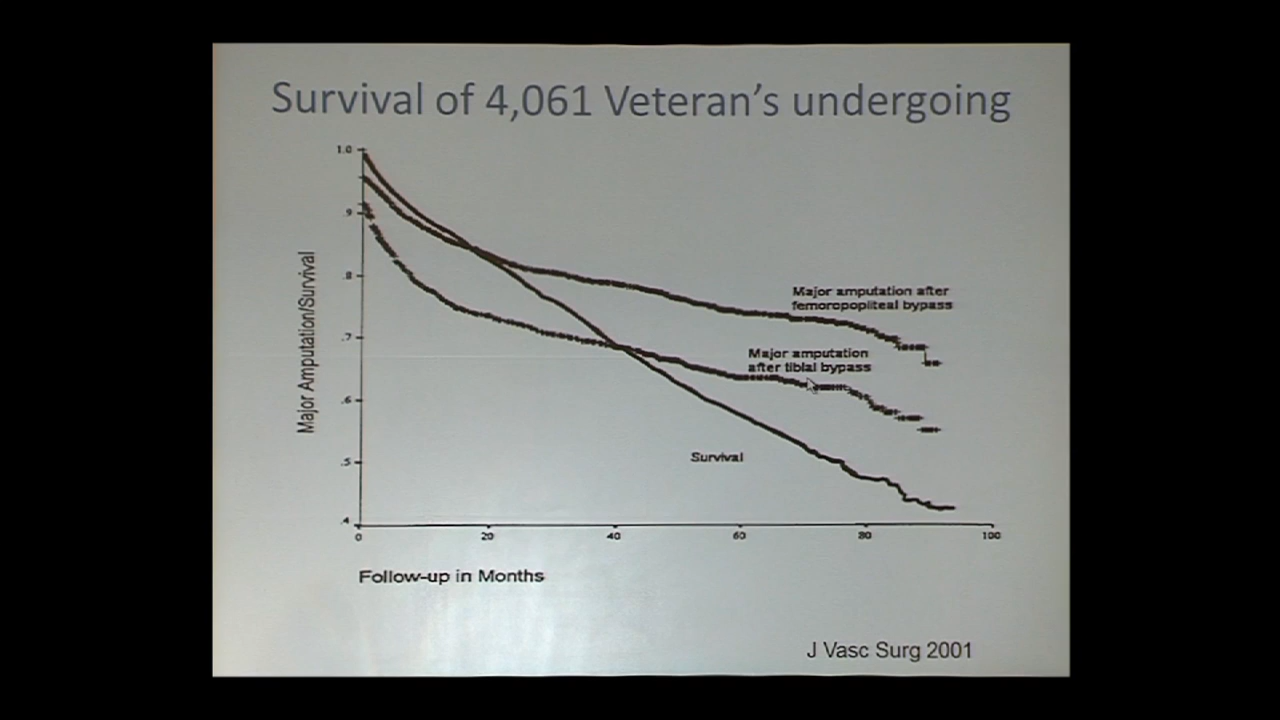 Survival of 4,061 Veteran's undergoing
1.0
.9
.8
.7
.6
.5
.4
Major Amputation/Survival
Major amputation after
femoropopliteal bypass
Major amputation
after tibial bypass
Survival
0 20 40 60 80 100
Follow-up in Months
J Vasc Surg 2001